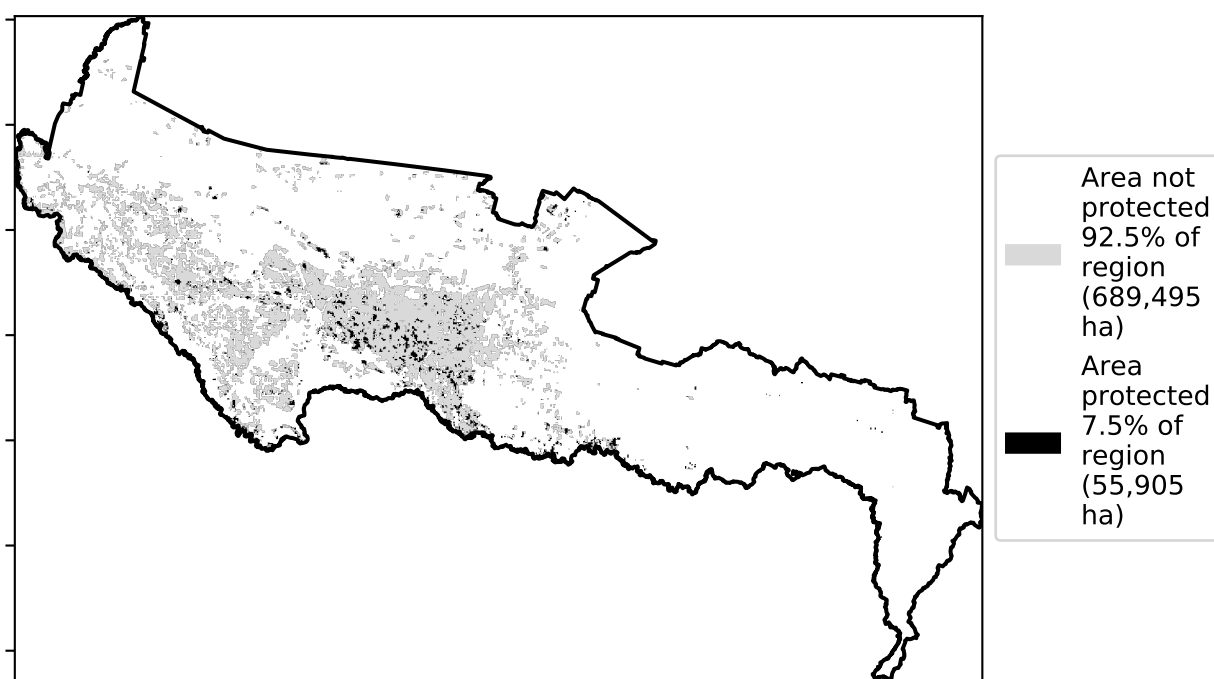 Area not
protected
92.5% of
region
(689,495
ha)
Area
protected
7.5% of
region
(55,905
ha)